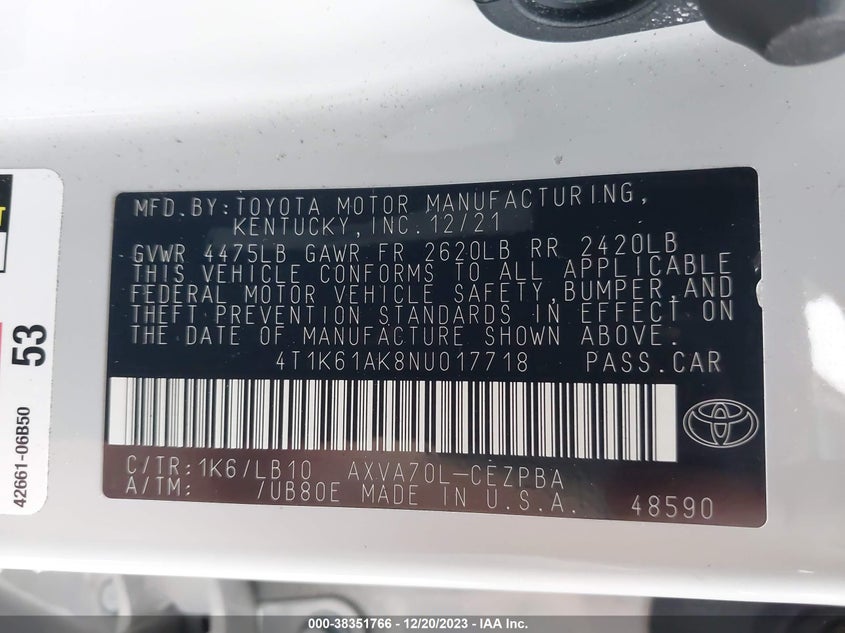 MFD.BY:TOYOTA MOTOR MANUFACTURING,
KENTUCKY,INC.12/21
GVWR 4475LB GAWR FR 2620LB RR 2420LB
THIS VEHICLE CONFORMS TO ALL APPLICABLE
FEDERAL MOTOR VEHICLE SAFETY,BUMPER,AND
THEFT PREVENTION STANDARDS IN EFFECT ON
THE DATE OF MANUFACTURE SHOWN ABOVE.
4T1K61AK8NU017718 PASS.CAR
C/TR:1K6/LB10 AXVA70L-CEZPBA
A/TM: /UB80E MADE IN U.S.A. 48590
53
42661-06B50
000-38351766 - 12/20/2023 - IAA Inc.